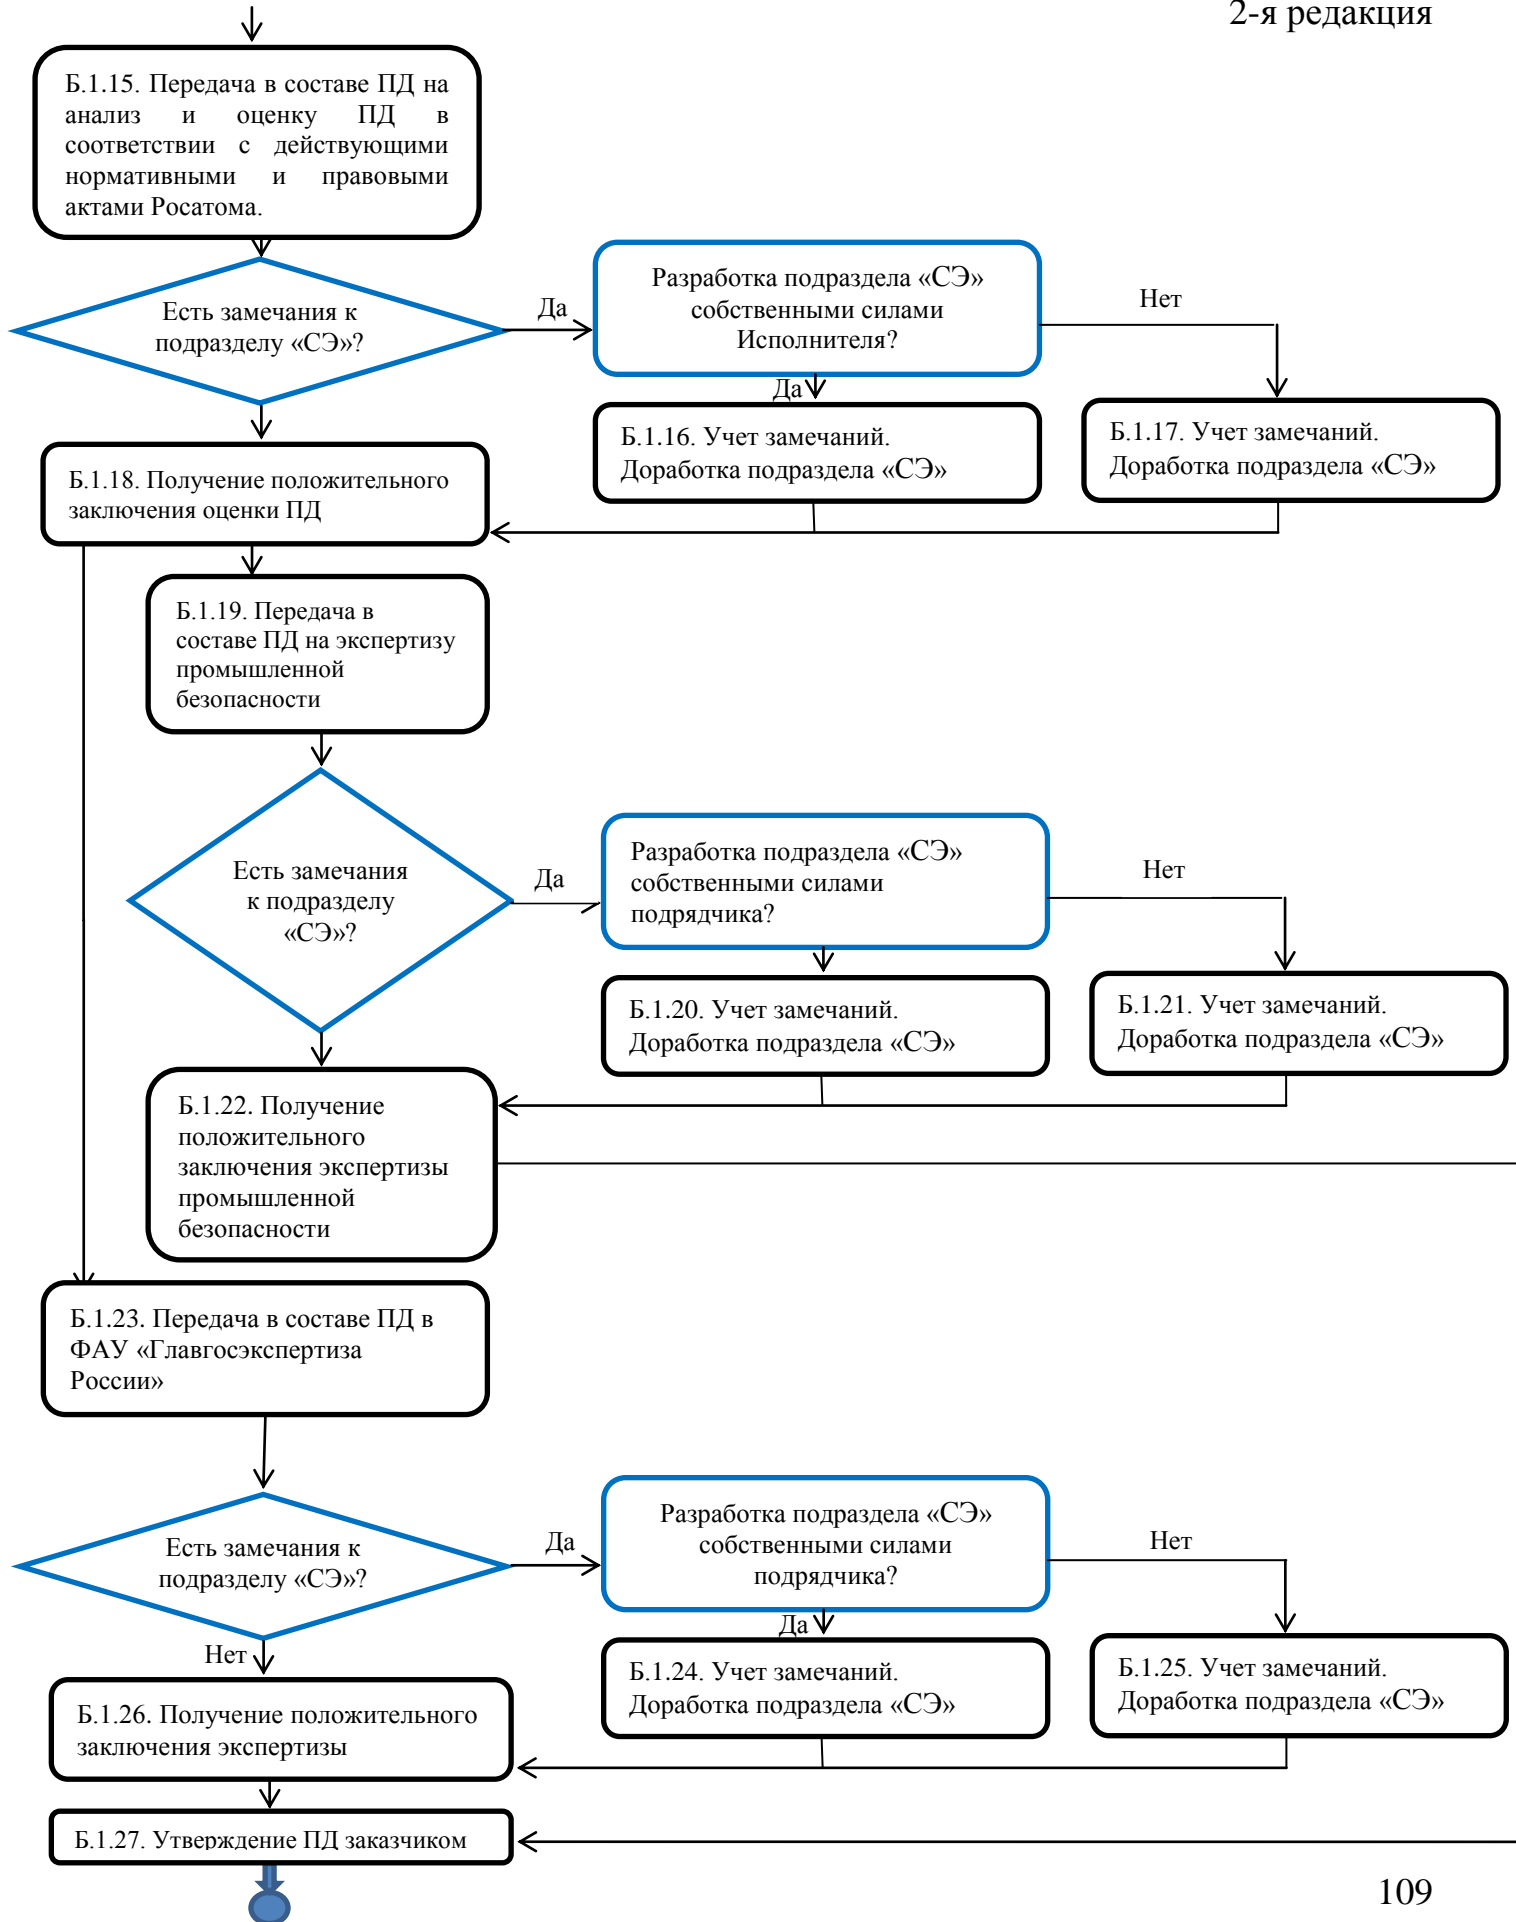 2-я редакция
Б.1.15. Передача в составе ПД на
анализ и оценку ПД в
соответствии с действующими
нормативными и правовыми
актами Росатома.
Есть замечания к
подразделу «СЭ»?
Да
Разработка подраздела «СЭ»
собственными силами
Исполнителя?
Нет
Да
Б.1.16. Учет замечаний.
Доработка подраздела «СЭ»
Б.1.17. Учет замечаний.
Доработка подраздела «СЭ»
Б.1.18. Получение положительного
заключения оценки ПД
Б.1.19. Передача в
составе ПД на экспертизу
промышленной
безопасности
Есть замечания
к подразделу
«СЭ»?
Да
Разработка подраздела «СЭ»
собственными силами
подрядчика?
Нет
Б.1.20. Учет замечаний.
Доработка подраздела «СЭ»
Б.1.21. Учет замечаний.
Доработка подраздела «СЭ»
Б.1.22. Получение
положительного
заключения экспертизы
промышленной
безопасности
Б.1.23. Передача в составе ПД в
ФАУ «Главгосэкспертиза
России»
Есть замечания к
подразделу «СЭ»?
Да
Разработка подраздела «СЭ»
собственными силами
подрядчика?
Нет
Да
Нет
Б.1.24. Учет замечаний.
Доработка подраздела «СЭ»
Б.1.25. Учет замечаний.
Доработка подраздела «СЭ»
Б.1.26. Получение положительного
заключения экспертизы
Б.1.27. Утверждение ПД заказчиком
109